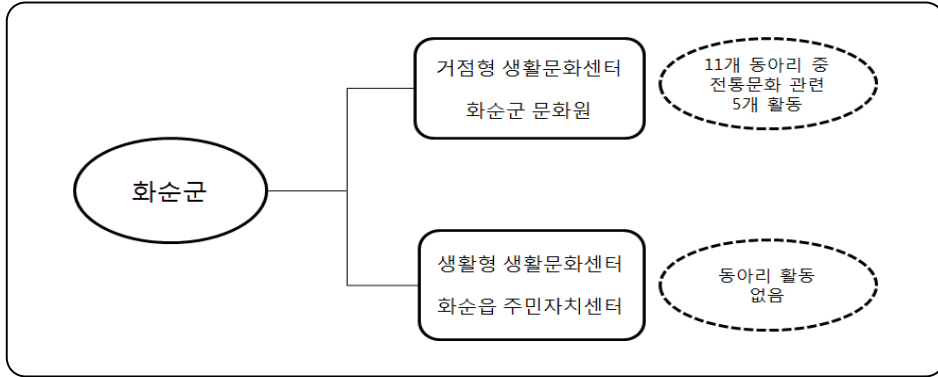 거점형 생활문화센터
화순군 문화원
11개 동아리 중
전통문화 관련
5개 활동
화순군
생활형 생활문화센터
화순읍 주민자치센터
동아리 활동
없음